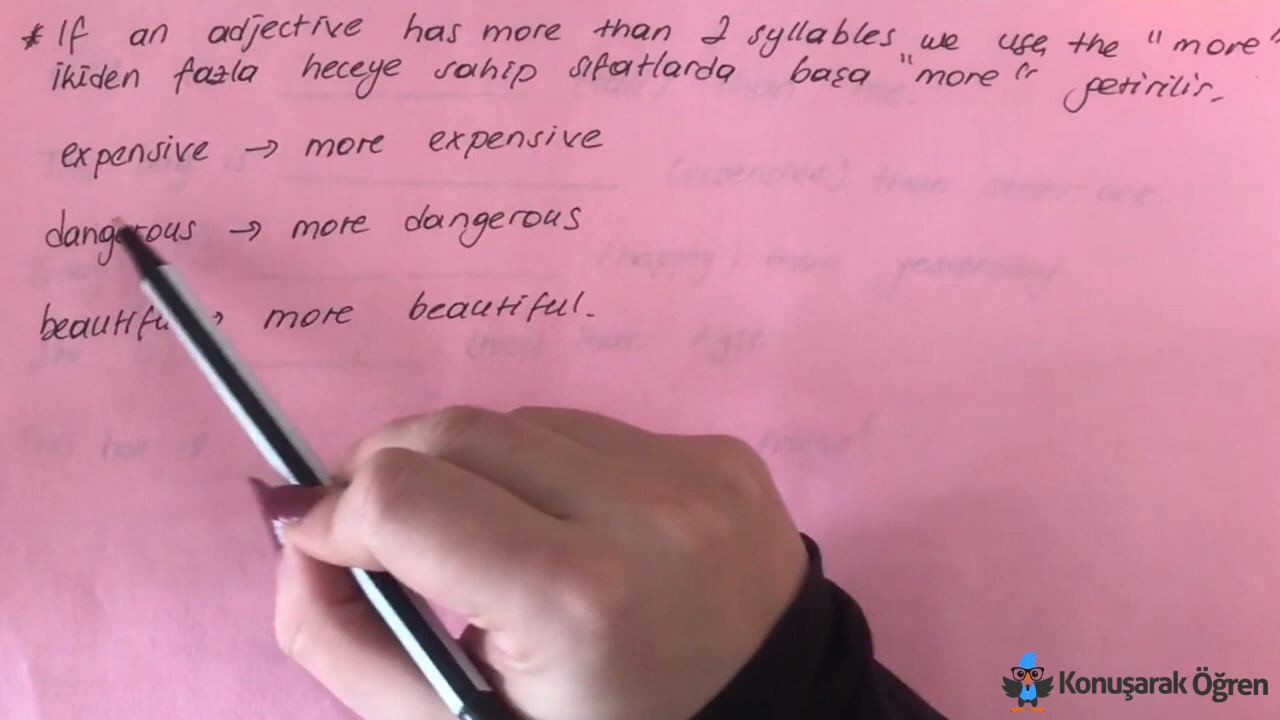 * If an adjective has more than 2 syllables, we use the "more"
ikiden fazla heceye sahip sıfatlarda başa "more" getirilir.
expensive → more expensive
dangerous → more dangerous
beautiful → more beautiful.
Konuşarak Öğren